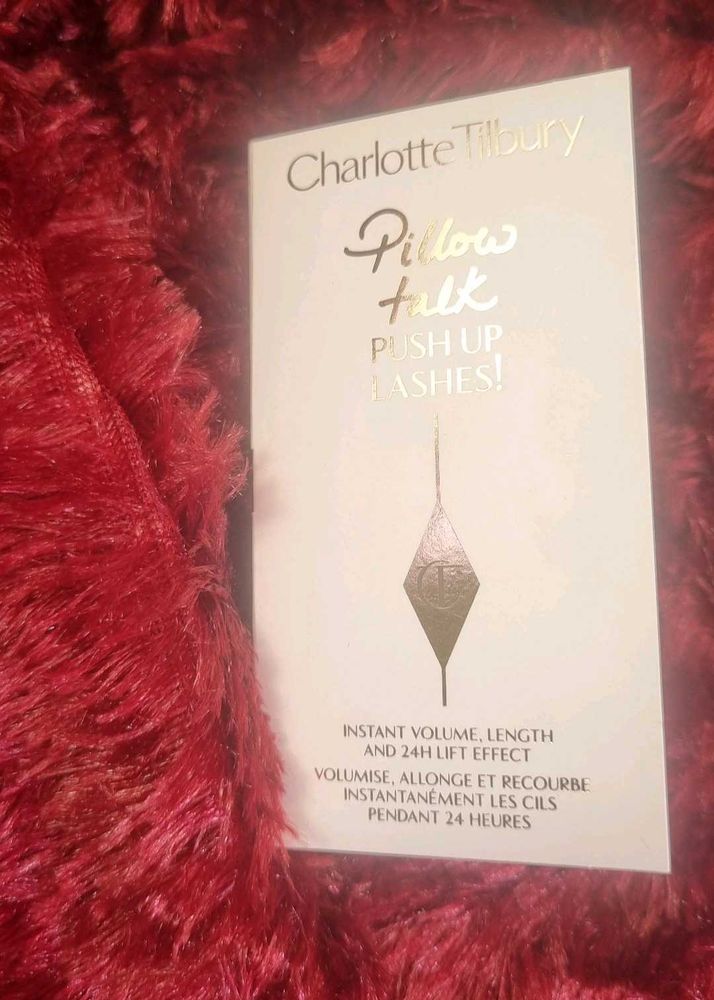 Charlotte Tilbury
Pillow
talk
PUSH UP
LASHES!
CT
INSTANT VOLUME, LENGTH
AND 24H LIFT EFFECT
VOLUMISE, ALLONGE ET RECOURBE
INSTANTANÉMENT LES CILS
PENDANT 24 HEURES